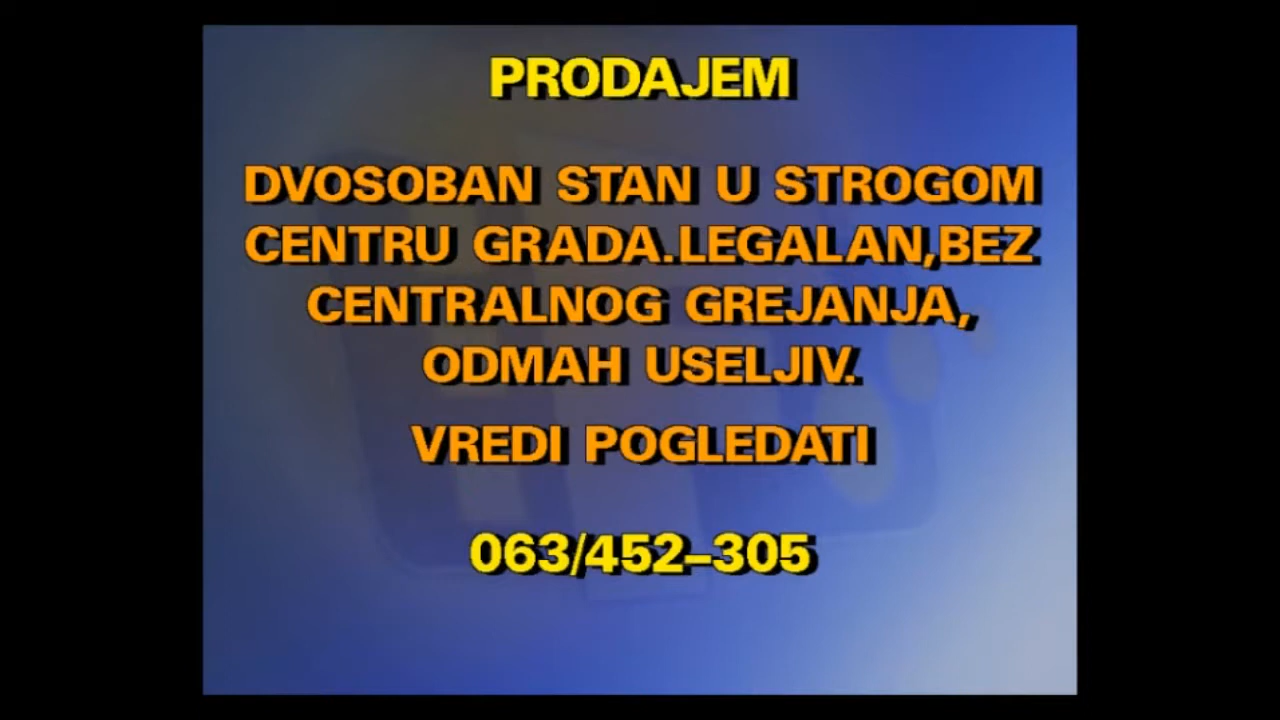 PRODAJEM
DVOSOBAN STAN U STROGOM
CENTRU GRADA.LEGALAN,BEZ
CENTRALNOG GREJANJA,
ODMAH USELJIV.
VREDI POGLEDATI
063/452-305